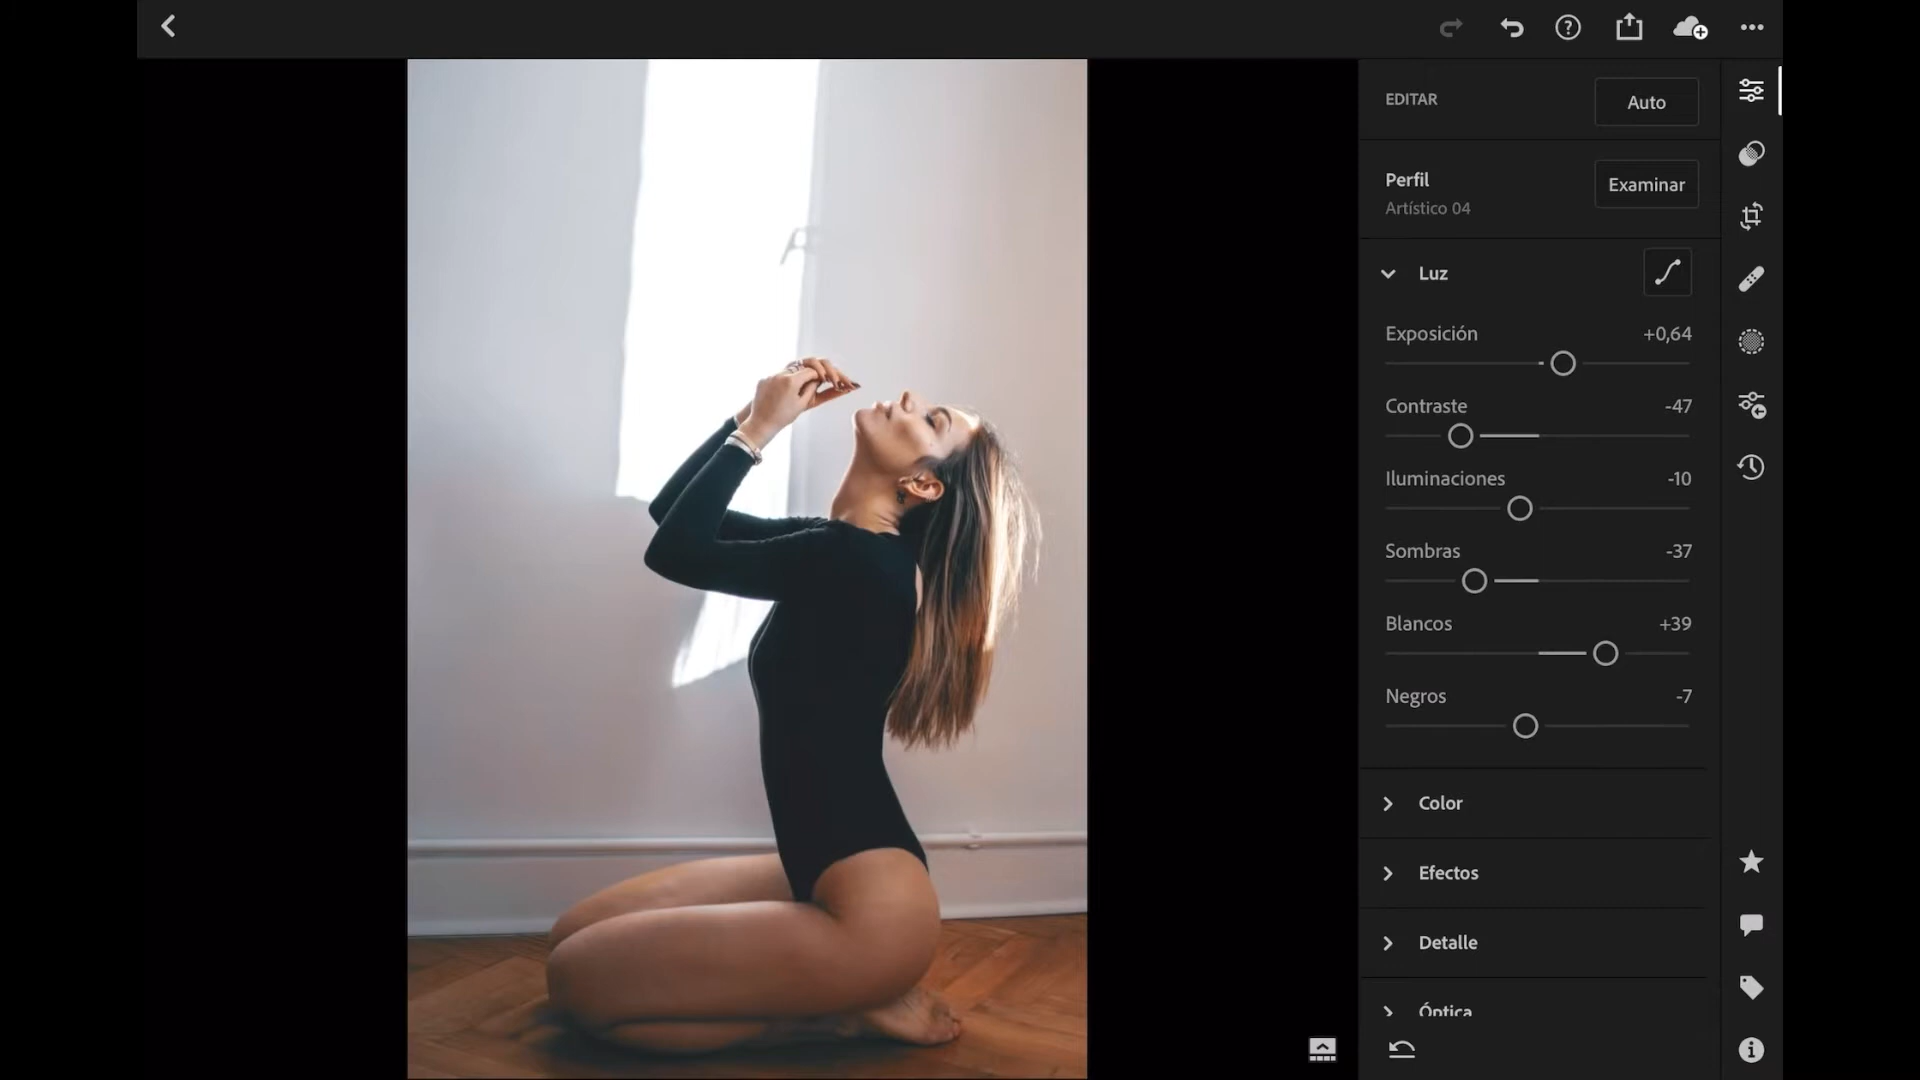 EDITAR
Auto
Perfil
Examinar
Artístico 04
Luz
Exposición +0,64
Contraste -47
Iluminaciones -10
Sombras -37
Blancos +39
Negros -7
Color
Efectos
Detalle
Óptica